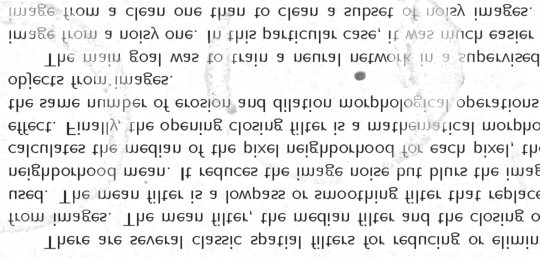 There are several classic spatial filters for reducing or elimin
from images. The mean filter, the median filter and the closing o
used. The mean filter is a lowpass or smoothing filter that replace
neighborhood mean. It reduces the image noise but blurs the imag
calculates the median of the pixel neighborhood for each pixel, the
effect. Finally, the opening closing filter is a mathematical morpho
the same number of erosion and dilation morphological operations
objects from images.
The main goal was to train a neural network in a supervised
image from a noisy one. In this particular case, it was much easier
image from a clean one than to clean a subset of noisy images.